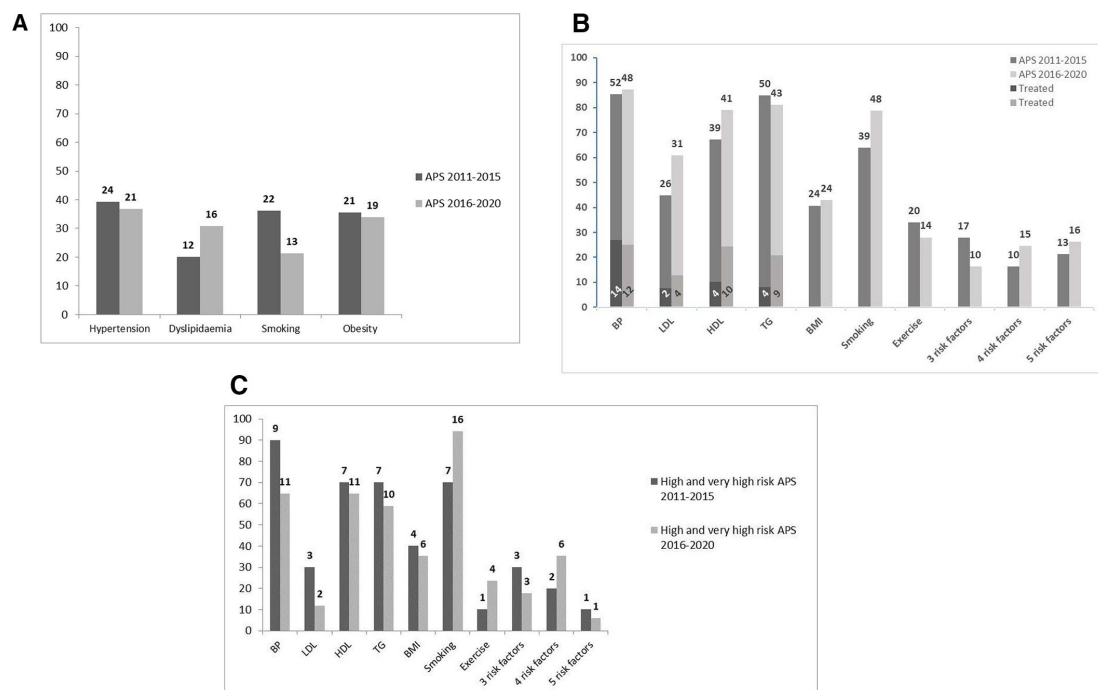 A
100
90
80
70
60
50
40
30
20
10
0
24
21
12
16
22
13
21
19
Hypertension
Dyslipidaemia
Smoking
Obesity
APS 2011-2015
APS 2016-2020
B
100
90
80
70
60
50
40
30
20
10
0
52
48
26
31
39
41
50
43
24
24
39
48
20
14
17
10
10
15
13
16
14
12
2
4
4
10
4
9
BP
LDL
HDL
TG
BMI
Smoking
Exercise
3 risk factors
4 risk factors
5 risk factors
APS 2011-2015
APS 2016-2020
Treated
Treated
C
100
90
80
70
60
50
40
30
20
10
0
9
11
3
2
7
11
7
10
4
6
7
16
1
4
3
3
2
6
1
1
BP
LDL
HDL
TG
BMI
Smoking
Exercise
3 risk factors
4 risk factors
5 risk factors
High and very high risk APS
2011-2015
High and very high risk APS
2016-2020